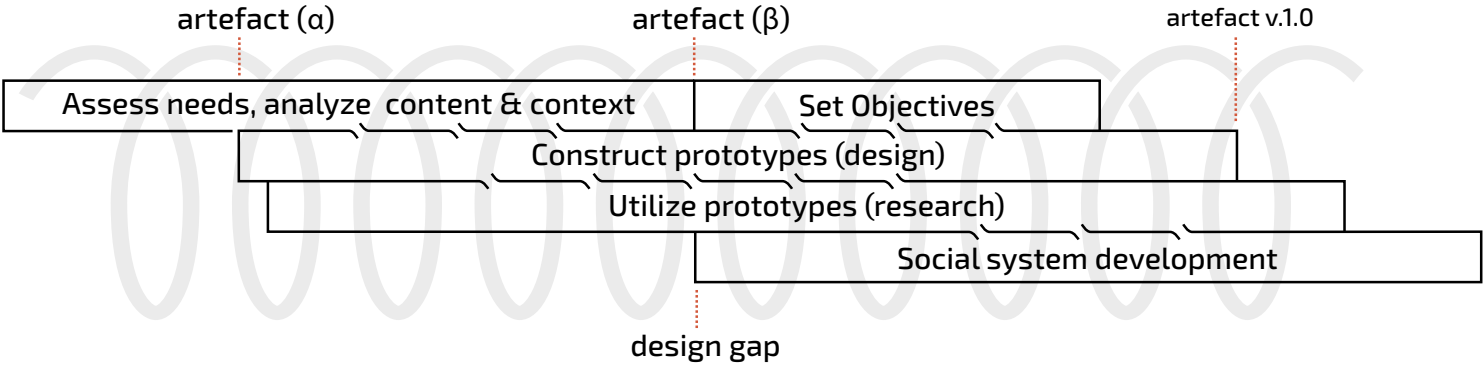 artefact (α)
artefact (β)
artefact v.1.0
Assess needs, analyze content & context
Set Objectives
Construct prototypes (design)
Utilize prototypes (research)
Social system development
design gap